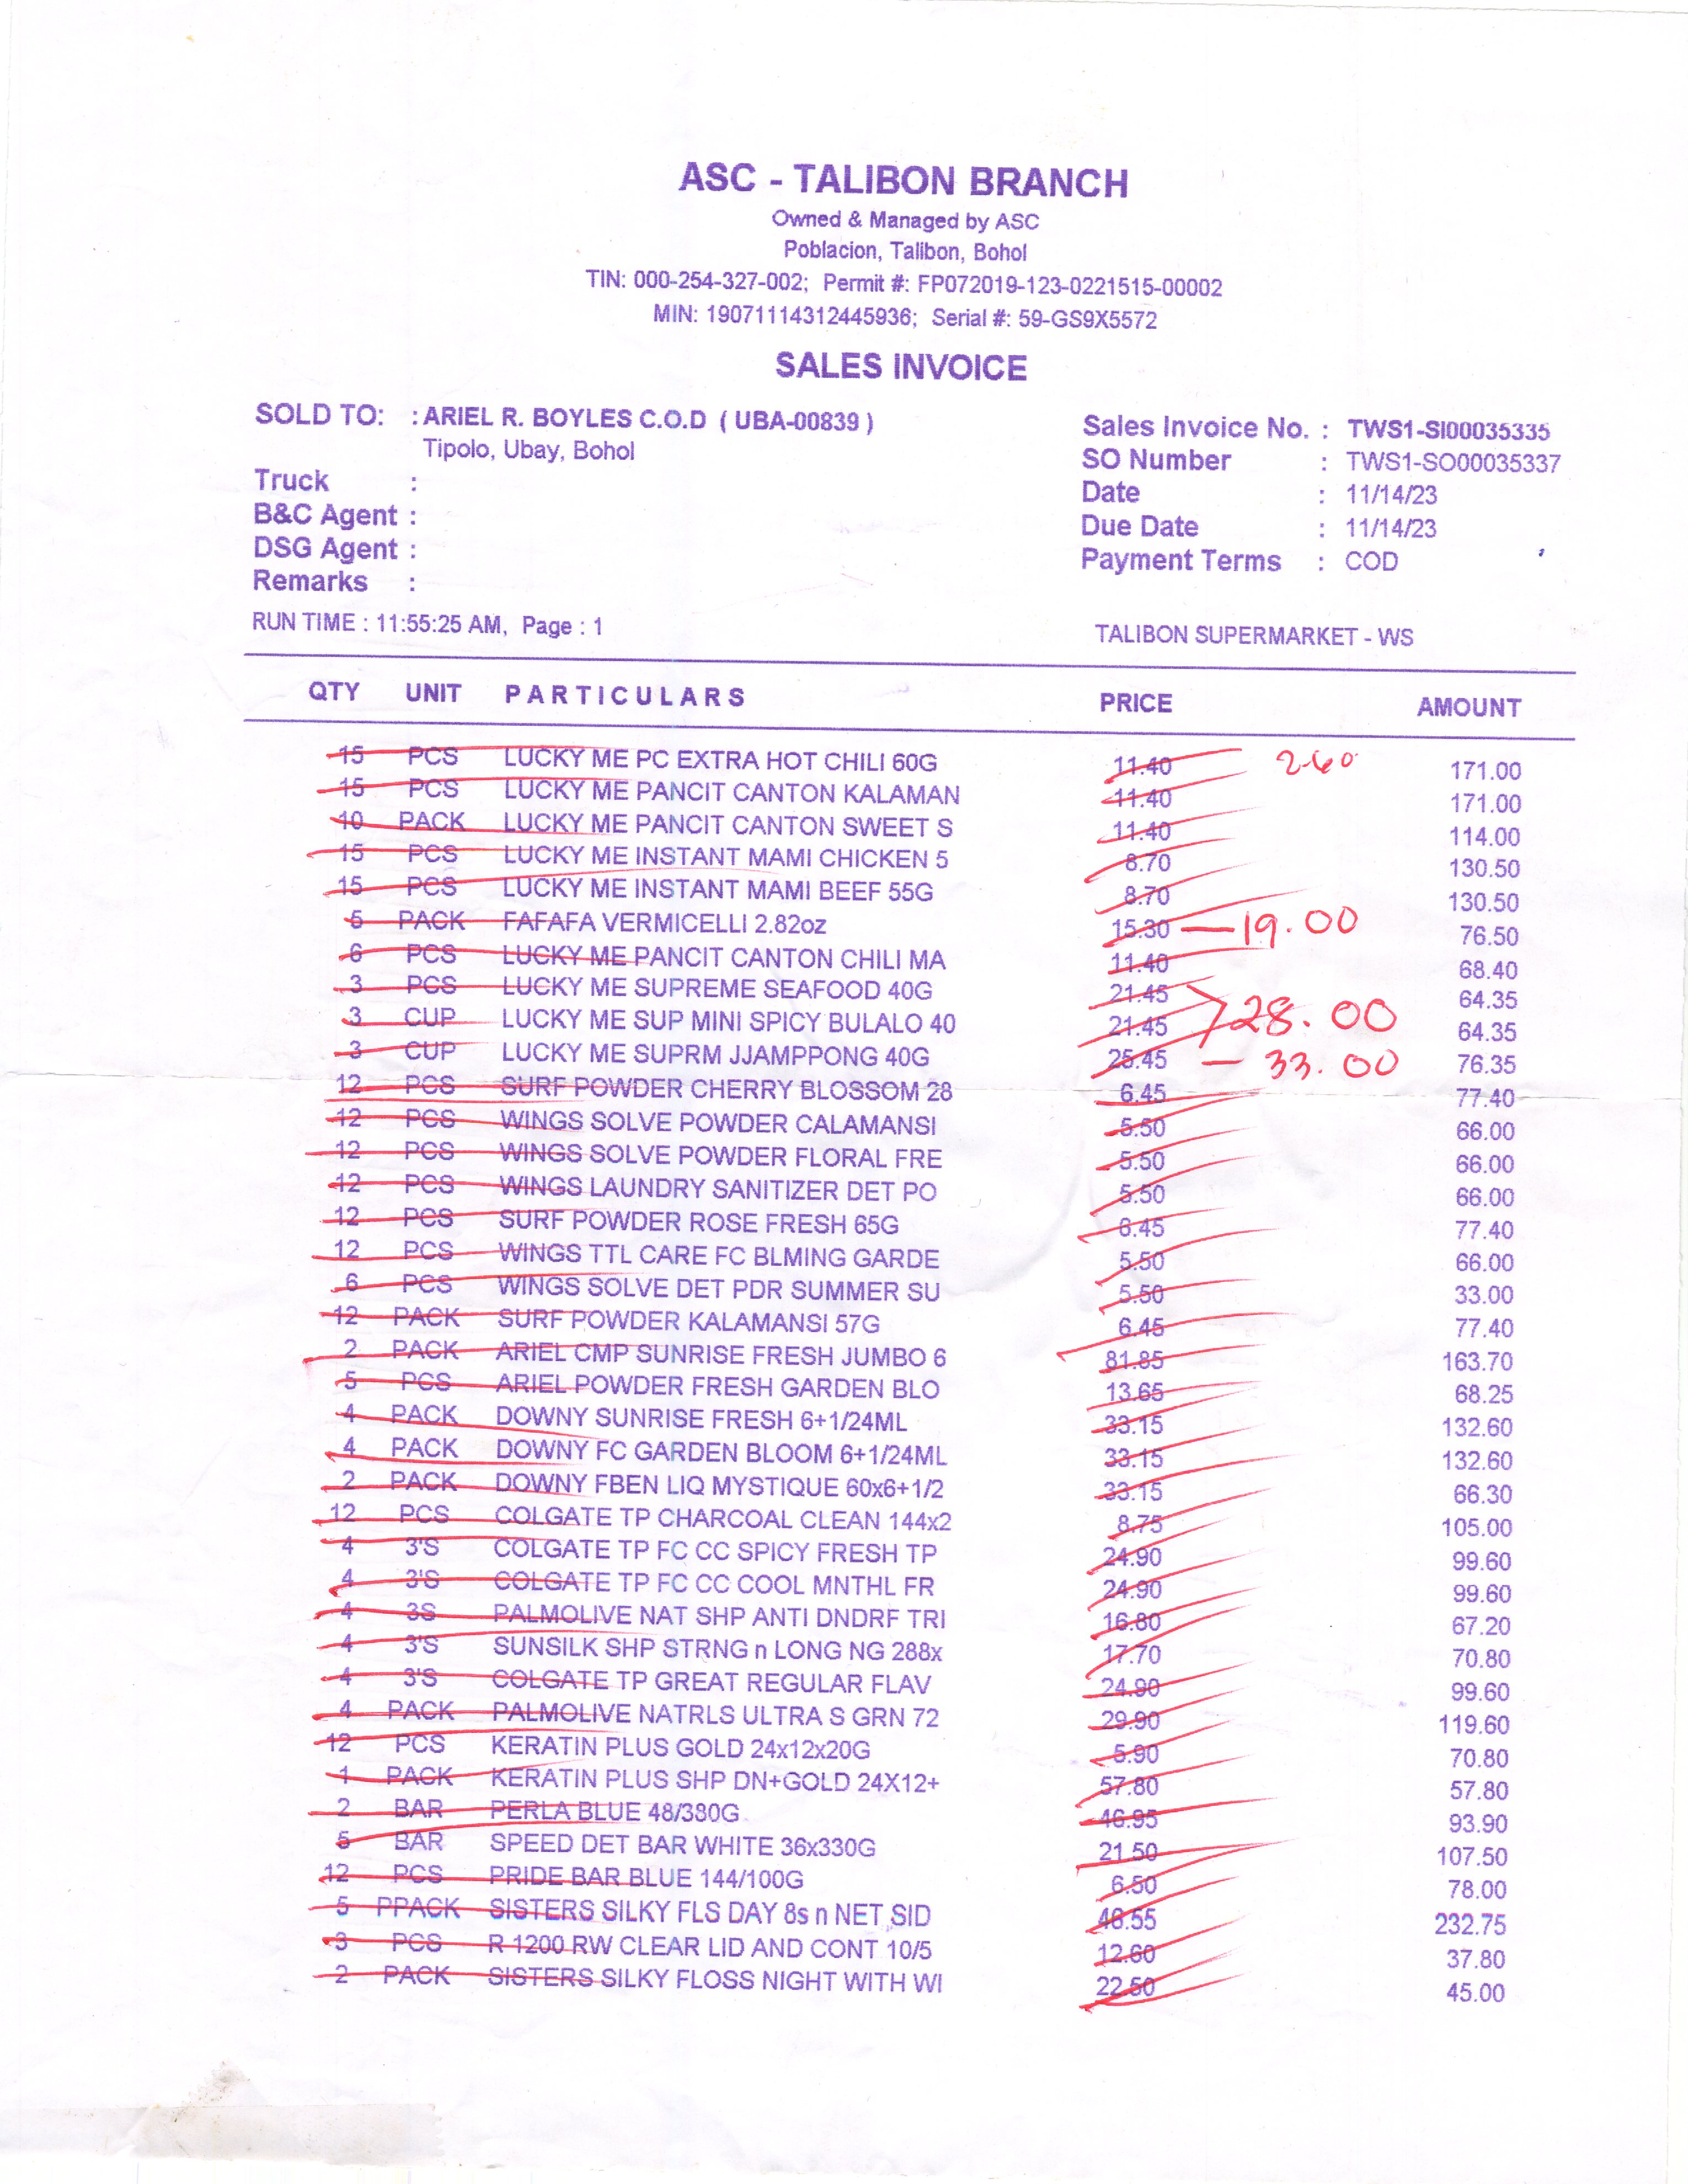 ASC - TALIBON BRANCH
Owned & Managed by ASC
Poblacion, Talibon, Bohol
TIN: 000-254-327-002; Permit #: FP072019-123-0221515-00002
MIN: 19071114312445936; Serial #: 59-GS9X5572
SALES INVOICE
SOLD TO: : ARIEL R. BOYLES C.O.D ( UBA-00839 )
Tipolo, Ubay, Bohol
Truck :
B&C Agent :
DSG Agent :
Remarks :
Sales Invoice No. : TWS1-SI00035335
SO Number : TWS1-SO00035337
Date : 11/14/23
Due Date : 11/14/23
Payment Terms : COD
RUN TIME : 11:55:25 AM, Page : 1
TALIBON SUPERMARKET - WS
QTY UNIT PARTICULARS PRICE AMOUNT
15 PCS LUCKY ME PC EXTRA HOT CHILI 60G 11.40 260 171.00
15 PCS LUCKY ME PANCIT CANTON KALAMAN 11.40 171.00
10 PACK LUCKY ME PANCIT CANTON SWEET S 11.40 114.00
15 PCS LUCKY ME INSTANT MAMI CHICKEN 5 8.70 130.50
15 PCS LUCKY ME INSTANT MAMI BEEF 55G 8.70 130.50
5 PACK FAFAFA VERMICELLI 2.82oz 15.30 — 19.00 76.50
6 PCS LUCKY ME PANCIT CANTON CHILI MA 11.40 68.40
3 PCS LUCKY ME SUPREME SEAFOOD 40G 21.45 64.35
3 CUP LUCKY ME SUP MINI SPICY BULALO 40 21.45 28.00 64.35
3 CUP LUCKY ME SUPRM JJAMPPONG 40G 25.45 — 33.00 76.35
12 PCS SURF POWDER CHERRY BLOSSOM 28 6.45 77.40
12 PCS WINGS SOLVE POWDER CALAMANSI 5.50 66.00
12 PCS WINGS SOLVE POWDER FLORAL FRE 5.50 66.00
12 PCS WINGS LAUNDRY SANITIZER DET PO 5.50 66.00
12 PCS SURF POWDER ROSE FRESH 65G 6.45 77.40
12 PCS WINGS TTL CARE FC BLMING GARDE 5.50 66.00
6 PCS WINGS SOLVE DET PDR SUMMER SU 5.50 33.00
12 PACK SURF POWDER KALAMANSI 57G 6.45 77.40
2 PACK ARIEL CMP SUNRISE FRESH JUMBO 6 81.85 163.70
5 PCS ARIEL POWDER FRESH GARDEN BLO 13.65 68.25
4 PACK DOWNY SUNRISE FRESH 6+1/24ML 33.15 132.60
4 PACK DOWNY FC GARDEN BLOOM 6+1/24ML 33.15 132.60
2 PACK DOWNY FBEN LIQ MYSTIQUE 60x6+1/2 33.15 66.30
12 PCS COLGATE TP CHARCOAL CLEAN 144x2 8.75 105.00
4 3'S COLGATE TP FC CC SPICY FRESH TP 24.90 99.60
4 3'S COLGATE TP FC CC COOL MNTHL FR 24.90 99.60
4 3S PALMOLIVE NAT SHP ANTI DNDRF TRI 16.80 67.20
4 3'S SUNSILK SHP STRNG n LONG NG 288x 17.70 70.80
4 3'S COLGATE TP GREAT REGULAR FLAV 24.90 99.60
4 PACK PALMOLIVE NATRLS ULTRA S GRN 72 29.90 119.60
12 PCS KERATIN PLUS GOLD 24x12x20G 5.90 70.80
1 PACK KERATIN PLUS SHP DN+GOLD 24X12+ 57.80 57.80
2 BAR PERLA BLUE 48/380G 46.95 93.90
5 BAR SPEED DET BAR WHITE 36x330G 21.50 107.50
12 PCS PRIDE BAR BLUE 144/100G 6.50 78.00
5 PPACK SISTERS SILKY FLS DAY 8s n NET SID 46.55 232.75
3 PCS R 1200 RW CLEAR LID AND CONT 10/5 12.60 37.80
2 PACK SISTERS SILKY FLOSS NIGHT WITH WI 22.50 45.00